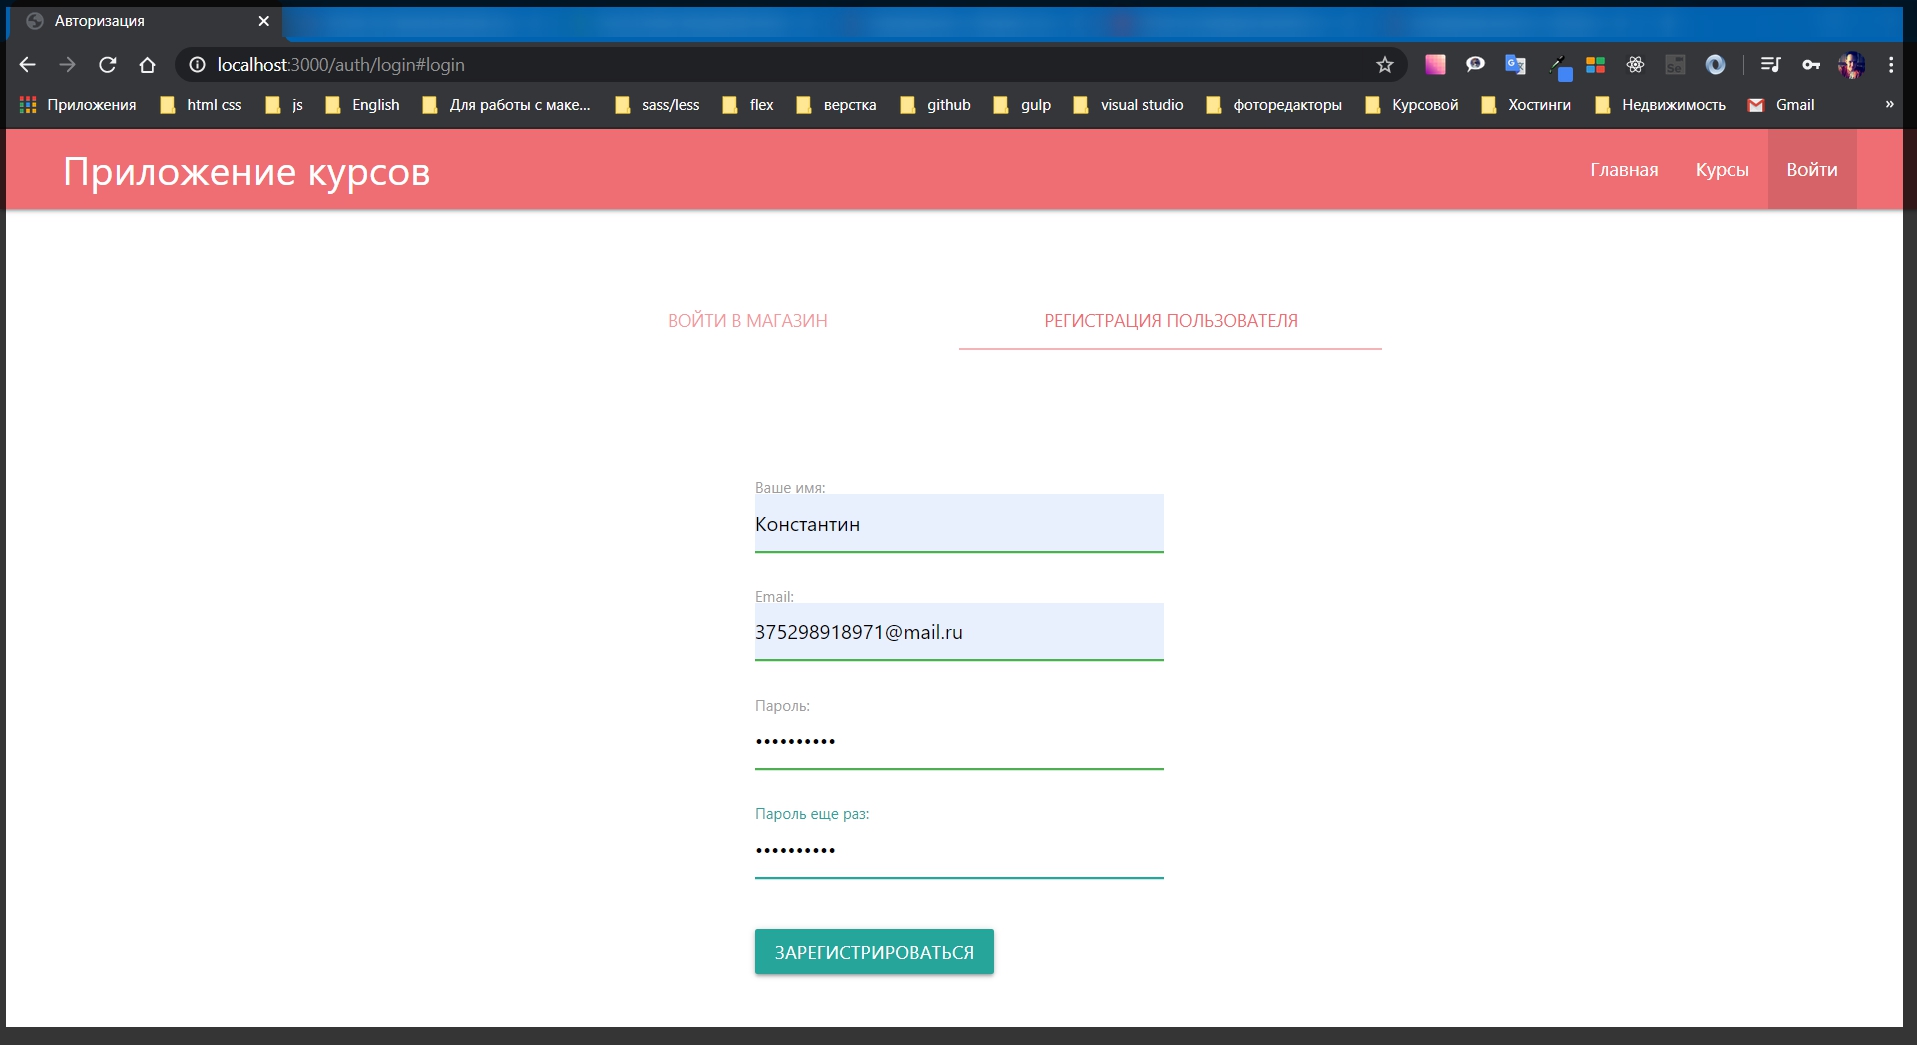 Авторизация
localhost:3000/auth/login#login
Приложения html css js English Для работы с маке... sass/less flex верстка github gulp visual studio фоторедакторы Курсовой Хостинги Недвижимость Gmail »
Приложение курсов Главная Курсы Войти
ВОЙТИ В МАГАЗИН РЕГИСТРАЦИЯ ПОЛЬЗОВАТЕЛЯ
Ваше имя:
Константин
Email:
375298918971@mail.ru
Пароль:
••••••••••
Пароль еще раз:
••••••••••
ЗАРЕГИСТРИРОВАТЬСЯ